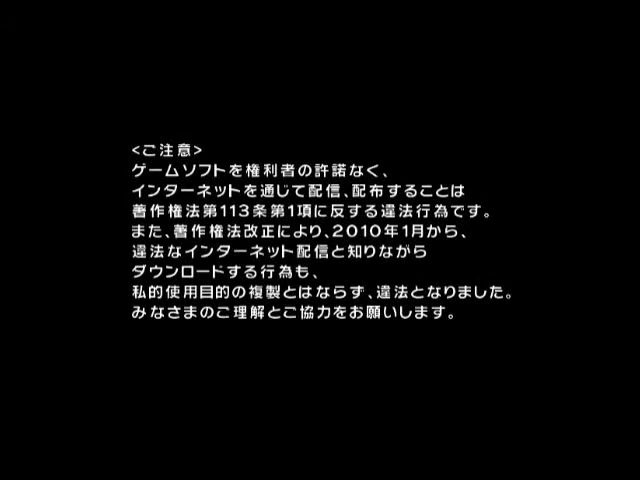 <ご注意>
ゲームソフトを権利者の許諾なく、
インターネットを通じて配信、配布することは
著作権法第113条第1項に反する違法行為です。
また、著作権法改正により、2010年1月から、
違法なインターネット配信と知りながら
ダウンロードする行為も、
私的使用目的の複製とはならず、違法となりました。
みなさまのご理解とご協力をお願いします。